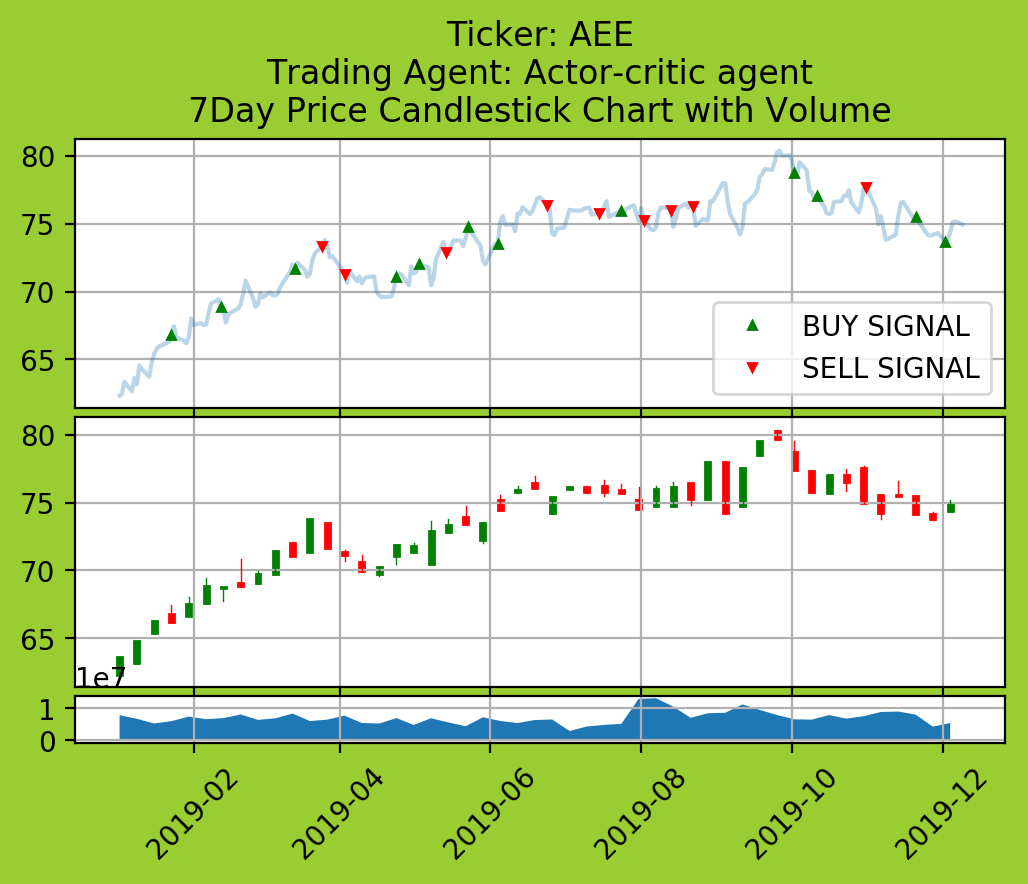 Ticker: AEE
Trading Agent: Actor-critic agent
7Day Price Candlestick Chart with Volume
80
75
70
65
BUY SIGNAL
SELL SIGNAL
80
75
70
65
1e7
1
0
2019-02
2019-04
2019-06
2019-08
2019-10
2019-12